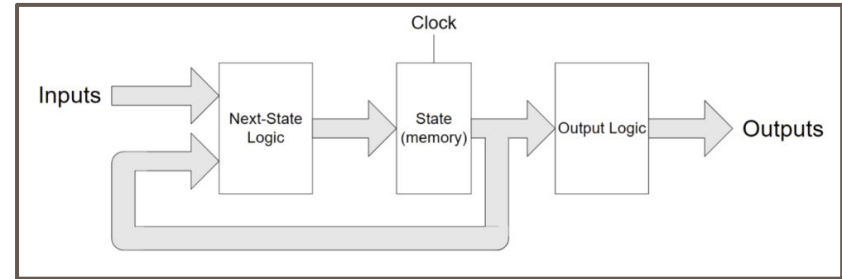 Clock
Inputs
Next-State
Logic
State
(memory)
Output Logic
Outputs